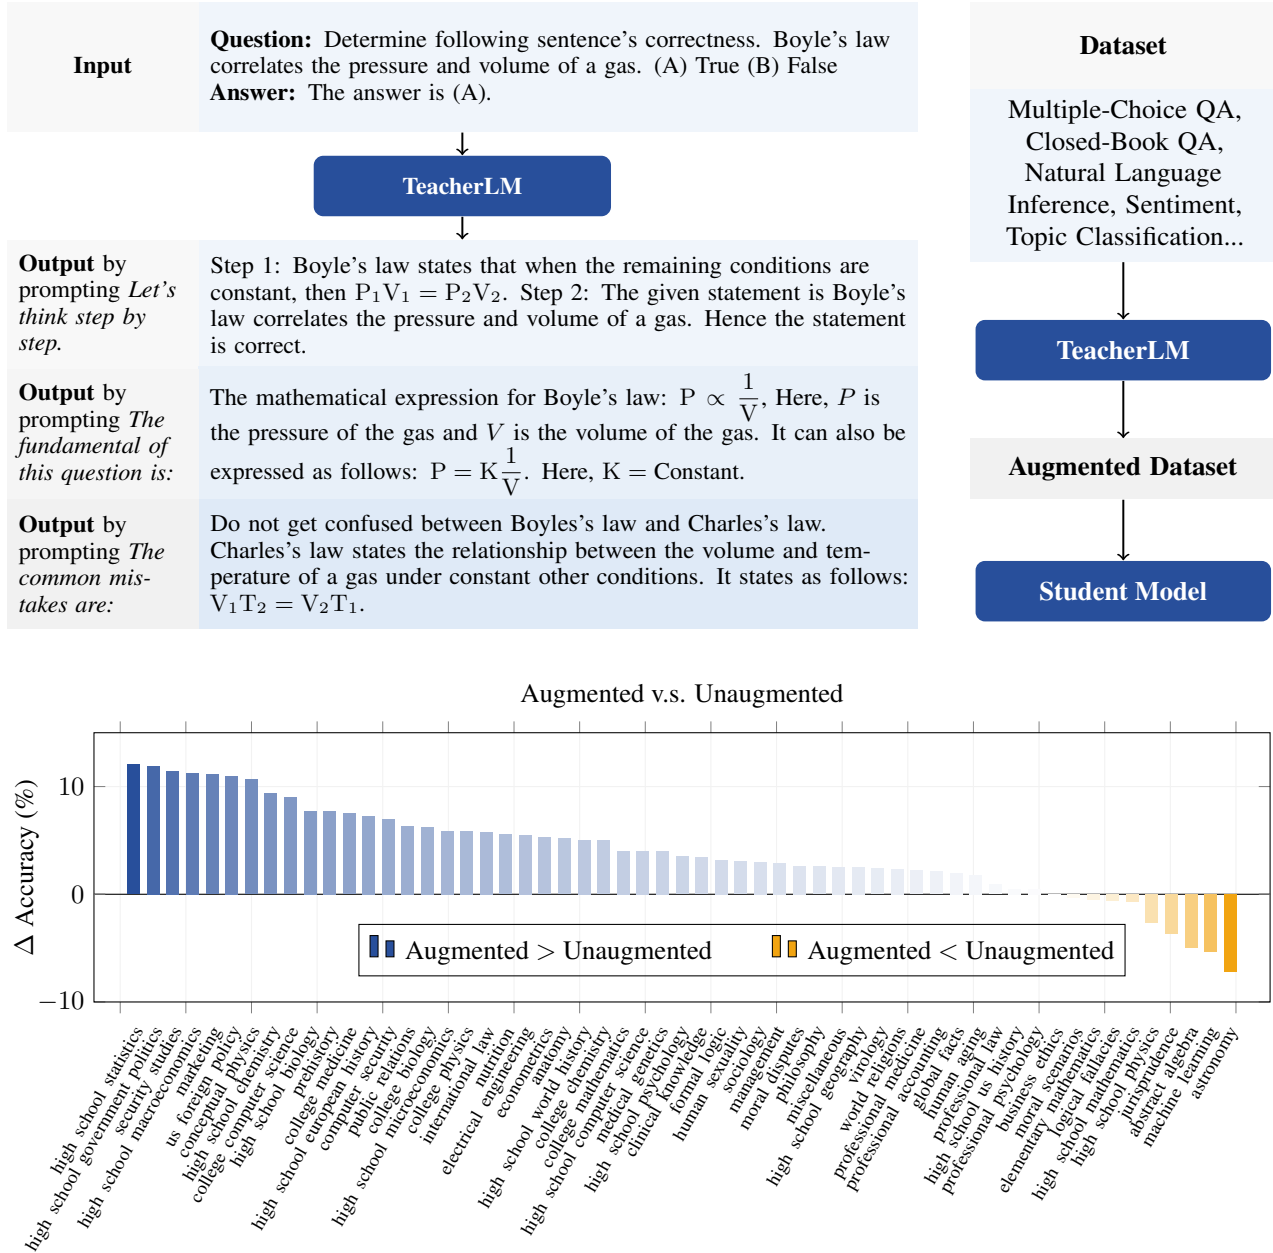 Input
Question: Determine following sentence's correctness. Boyle's law
correlates the pressure and volume of a gas. (A) True (B) False
Answer: The answer is (A).
TeacherLM
Output by
prompting Let's
think step by
step.
Step 1: Boyle's law states that when the remaining conditions are
constant, then P₁V₁ = P₂V₂. Step 2: The given statement is Boyle's
law correlates the pressure and volume of a gas. Hence the statement
is correct.
Output by
prompting The
fundamental of
this question is:
The mathematical expression for Boyle's law: P ∝ 1/V, Here, P is
the pressure of the gas and V is the volume of the gas. It can also be
expressed as follows: P = K 1/V. Here, K = Constant.
Output by
prompting The
common mis-
takes are:
Do not get confused between Boyles's law and Charles's law.
Charles's law states the relationship between the volume and tem-
perature of a gas under constant other conditions. It states as follows:
V₁T₂ = V₂T₁.
Dataset
Multiple-Choice QA,
Closed-Book QA,
Natural Language
Inference, Sentiment,
Topic Classification...
TeacherLM
Augmented Dataset
Student Model
Augmented v.s. Unaugmented
Δ Accuracy (%)
10
0
−10
Augmented > Unaugmented
Augmented < Unaugmented
high school statistics
high school government politics
security studies
high school macroeconomics
marketing
us foreign policy
conceptual physics
high school chemistry
college computer science
high school biology
prehistory
college medicine
high school european history
computer security
public relations
college biology
high school microeconomics
college physics
international law
nutrition
electrical engineering
econometrics
anatomy
high school world history
college chemistry
college mathematics
high school computer science
medical genetics
high school psychology
clinical knowledge
formal logic
human sexuality
sociology
management
moral disputes
philosophy
miscellaneous
high school geography
virology
world religions
professional medicine
professional accounting
global facts
human aging
professional law
high school us history
professional psychology
business ethics
moral scenarios
elementary mathematics
logical fallacies
high school mathematics
high school physics
jurisprudence
abstract algebra
machine learning
astronomy